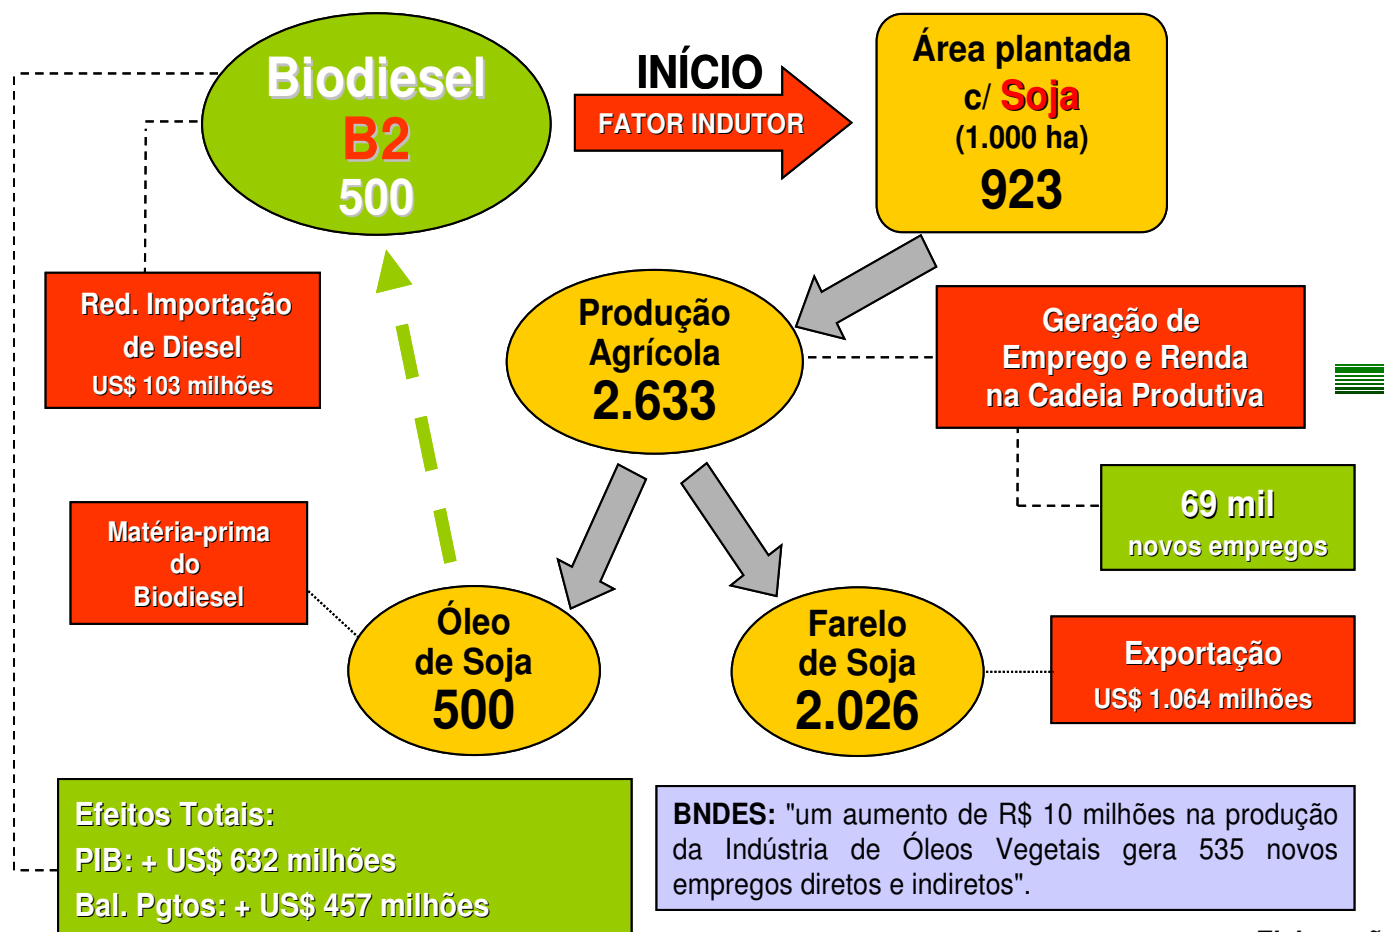 Biodiesel
B2
500
INÍCIO
FATOR INDUTOR
Área plantada
c/ Soja
(1.000 ha)
923
Red. Importação
de Diesel
US$ 103 milhões
Produção
Agrícola
2.633
Geração de
Emprego e Renda
na Cadeia Produtiva
69 mil
novos empregos
Matéria-prima
do
Biodiesel
Óleo
de Soja
500
Farelo
de Soja
2.026
Exportação
US$ 1.064 milhões
Efeitos Totais:
PIB: + US$ 632 milhões
Bal. Pgtos: + US$ 457 milhões
BNDES: "um aumento de R$ 10 milhões na produção
da Indústria de Óleos Vegetais gera 535 novos
empregos diretos e indiretos".